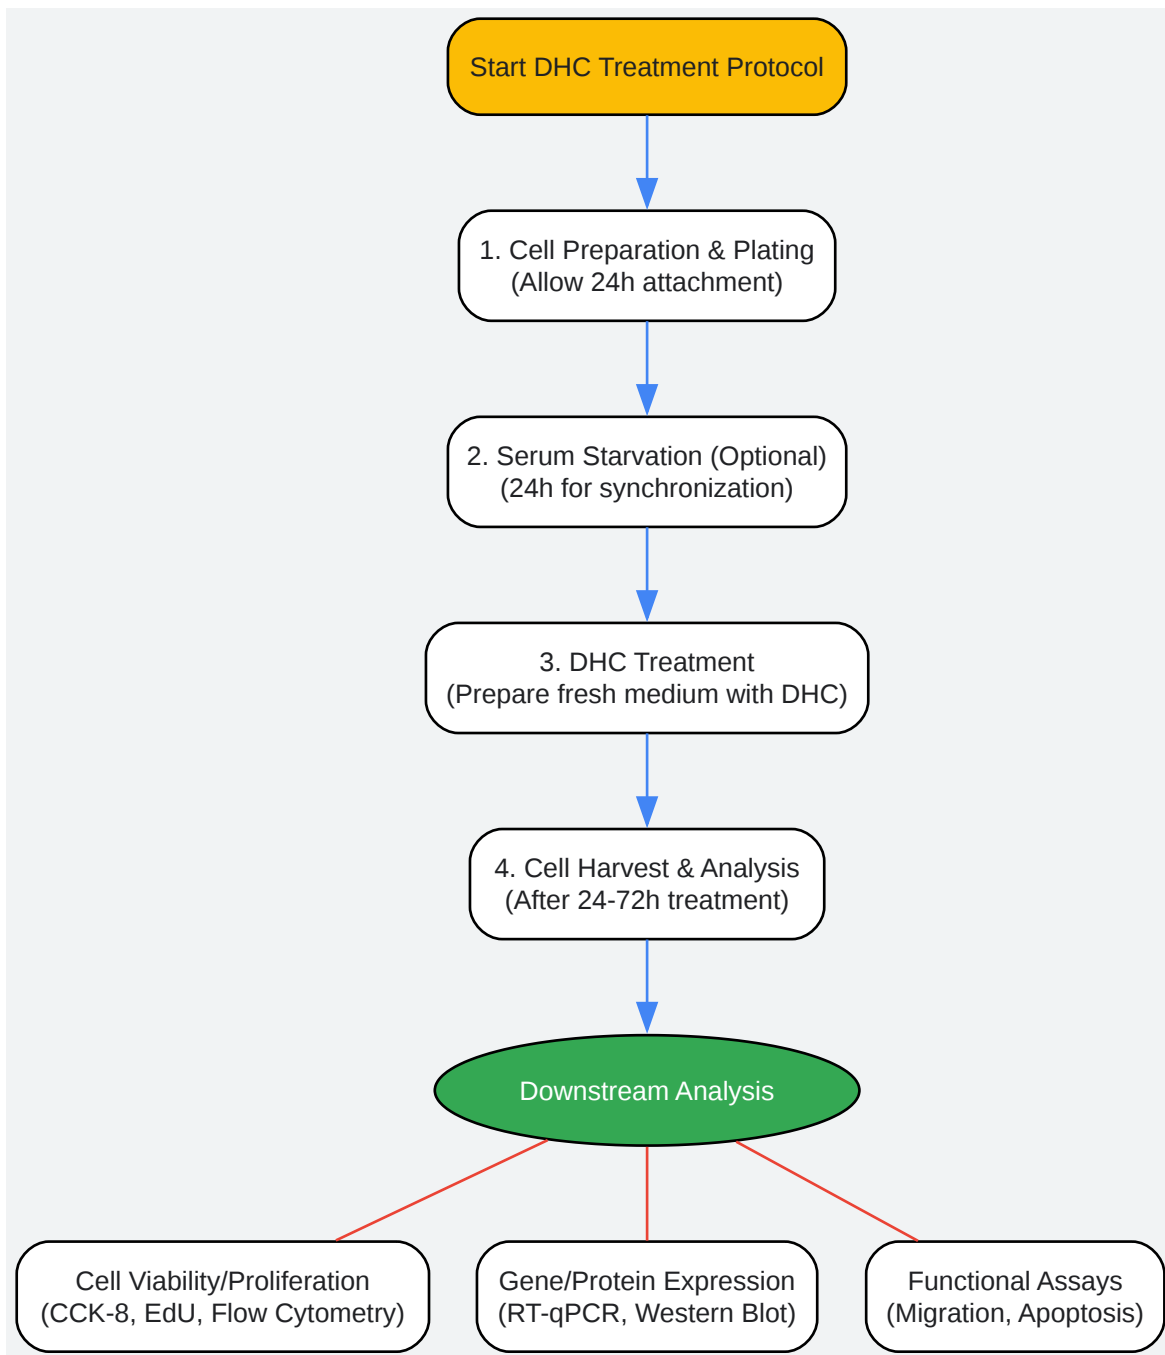 Start DHC Treatment Protocol
1. Cell Preparation & Plating
(Allow 24h attachment)
2. Serum Starvation (Optional)
(24h for synchronization)
3. DHC Treatment
(Prepare fresh medium with DHC)
4. Cell Harvest & Analysis
(After 24-72h treatment)
Downstream Analysis
Cell Viability/Proliferation
(CCK-8, EdU, Flow Cytometry)
Gene/Protein Expression
(RT-qPCR, Western Blot)
Functional Assays
(Migration, Apoptosis)